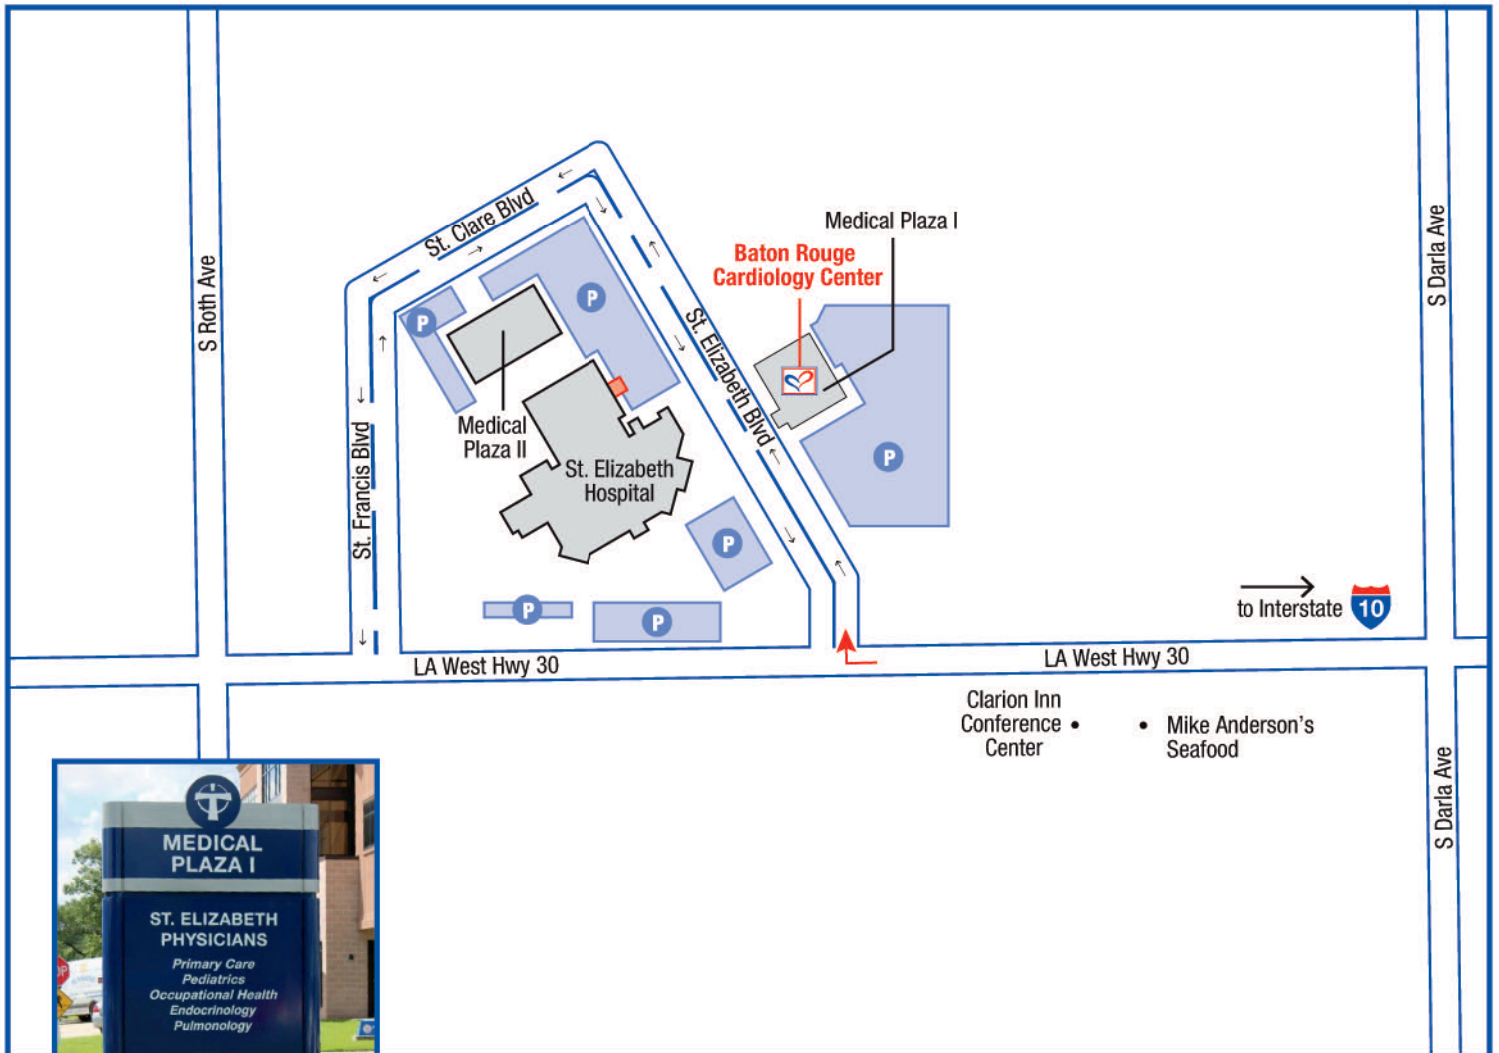 Medical Plaza I
Baton Rouge
Cardiology Center
St. Clare Blvd
S Roth Ave
S Darla Ave
P
P
St. Elizabeth Blvd
Medical
Plaza II
St. Francis Blvd
St. Elizabeth
Hospital
P
P
P
P
to Interstate
10
LA West Hwy 30
LA West Hwy 30
Clarion Inn
Conference
Center
Mike Anderson's
Seafood
S Darla Ave
MEDICAL
PLAZA I
ST. ELIZABETH
PHYSICIANS
Primary Care
Pediatrics
Occupational Health
Endocrinology
Pulmonology